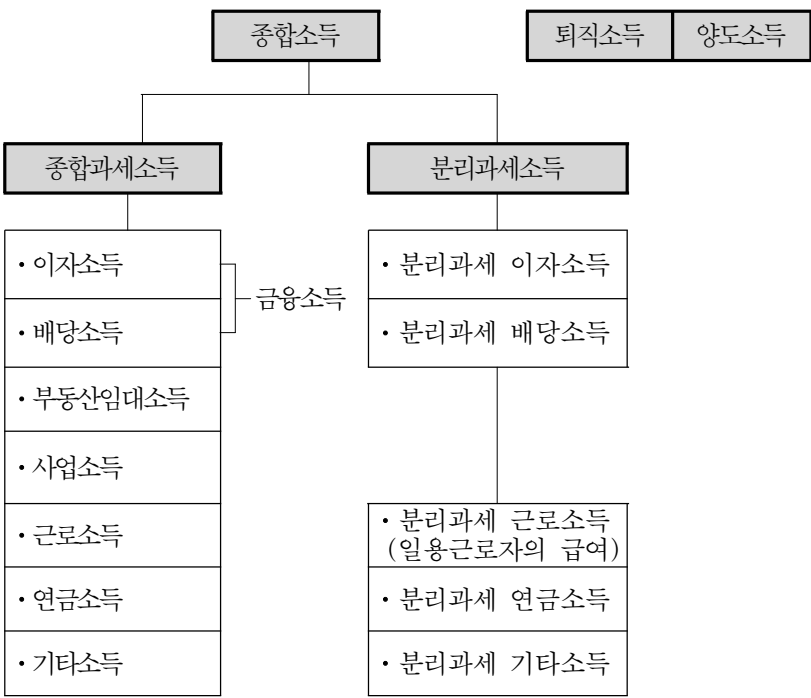 종합소득
퇴직소득
양도소득
종합과세소득
분리과세소득
・이자소득
・배당소득
금융소득
・부동산임대소득
・사업소득
・근로소득
・연금소득
・기타소득
・분리과세 이자소득
・분리과세 배당소득
・분리과세 근로소득
(일용근로자의 급여)
・분리과세 연금소득
・분리과세 기타소득